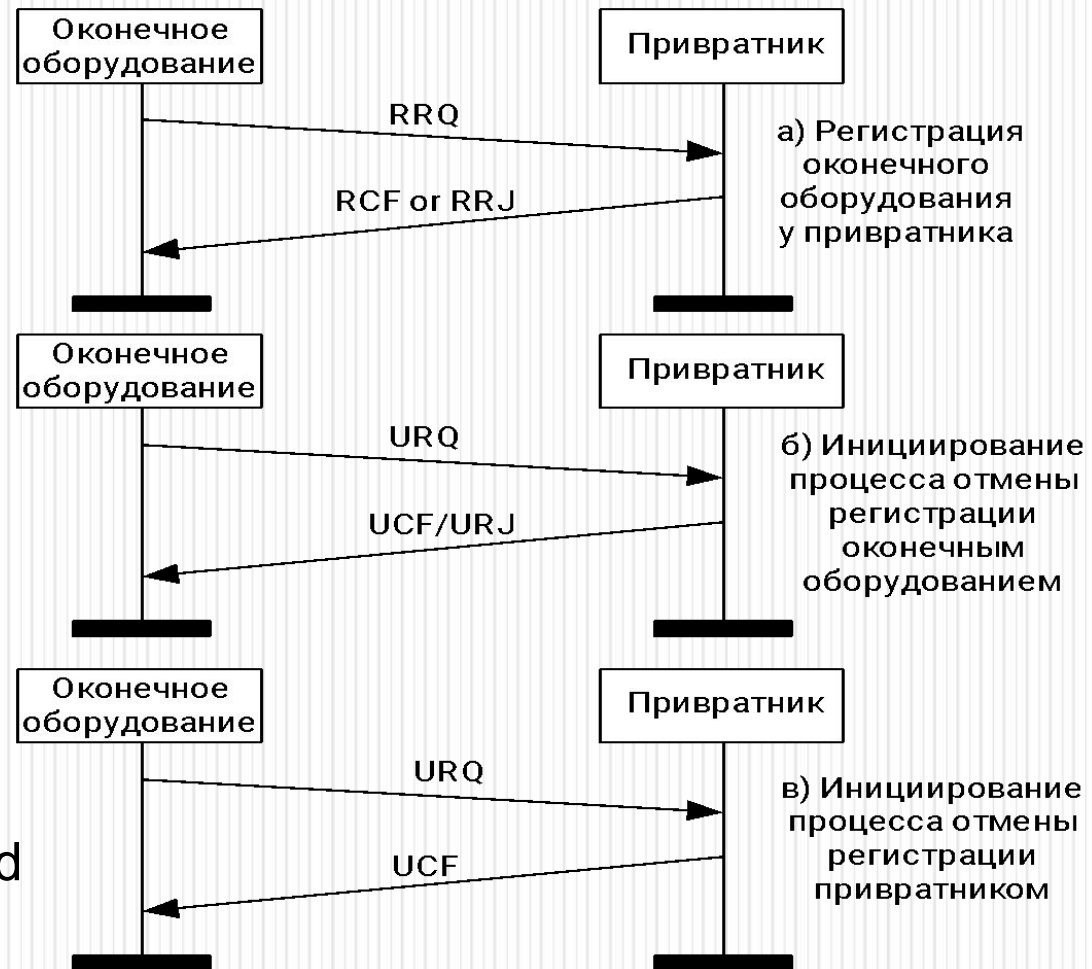 Оконечное
оборудование
Привратник
RRQ
RCF or RRJ
а) Регистрация
оконечного
оборудования
у привратника
Оконечное
оборудование
Привратник
URQ
UCF/URJ
б) Инициирование
процесса отмены
регистрации
оконечным
оборудованием
Оконечное
оборудование
Привратник
URQ
UCF
в) Инициирование
процесса отмены
регистрации
привратником
d